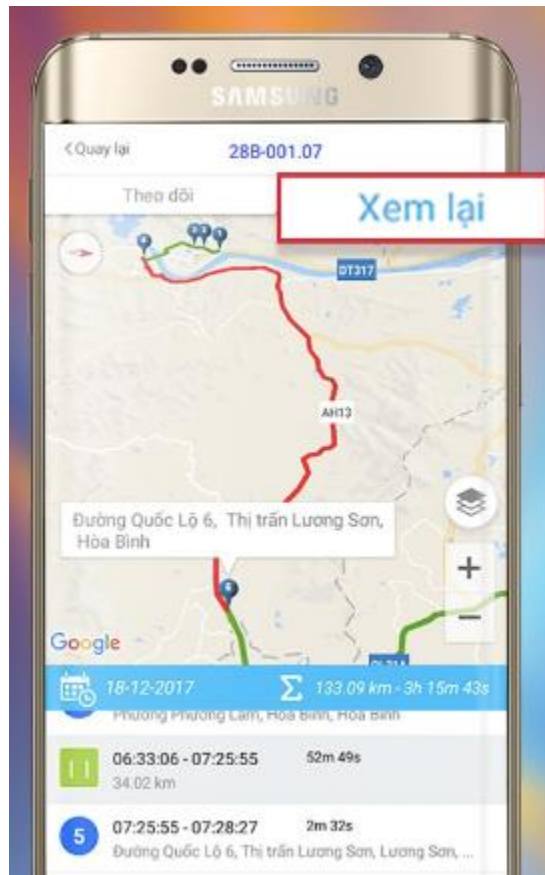 SAMSUNG
Quay lại
28B-001.07
Theo dõi
Xem lại
DT317
AH13
Đường Quốc Lộ 6, Thị trấn Lương Sơn,
Hòa Bình
Google
18-12-2017
133.09 km - 3h 15m 43s
Phường Phương Lâm, Hòa Bình, Hòa Bình
06:33:06 - 07:25:55
52m 49s
34.02 km
5
07:25:55 - 07:28:27
2m 32s
Đường Quốc Lộ 6, Thị trấn Lương Sơn, Lương Sơn, ...